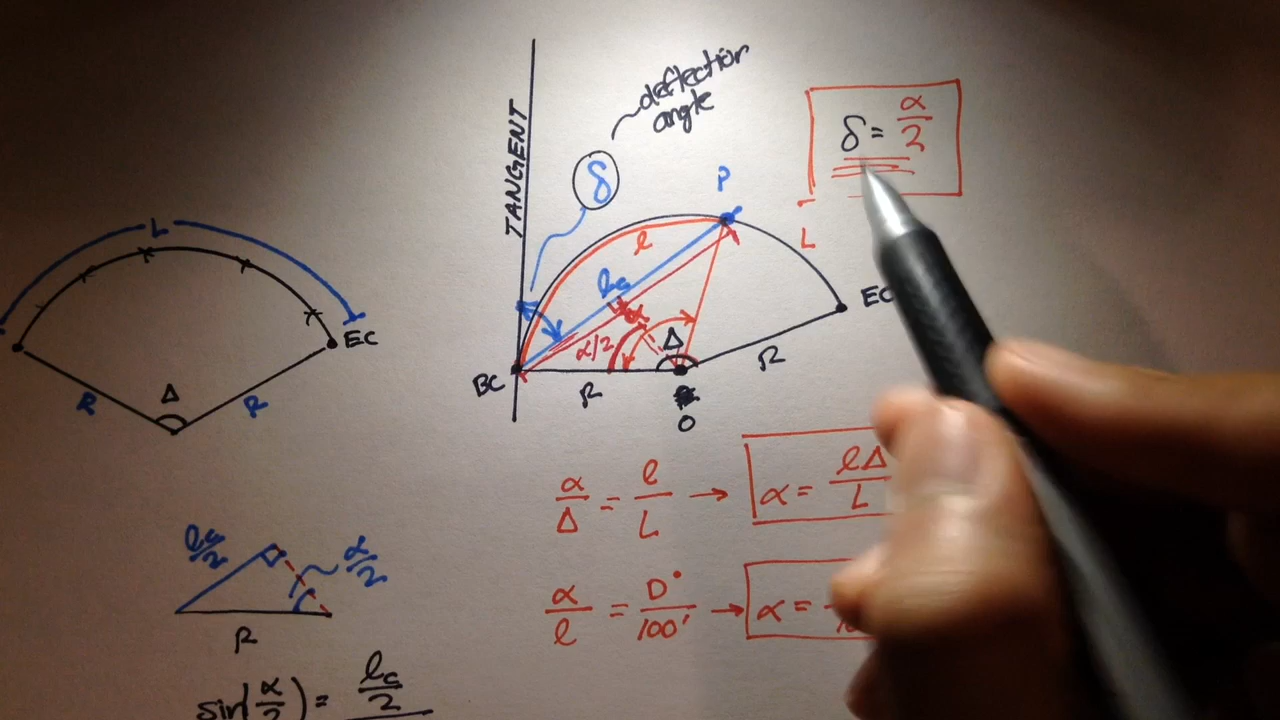 deflection
angle
TANGENT
δ
δ = α/2
P
L
L
l
lc
EC
EC
α
α/2
Δ
Δ
R
R
R
R
BC
O
α/Δ = l/L → α = lΔ/L
lc/2
α/2
R
α/l = D°/100' → α =
sin(α/2) = lc/2